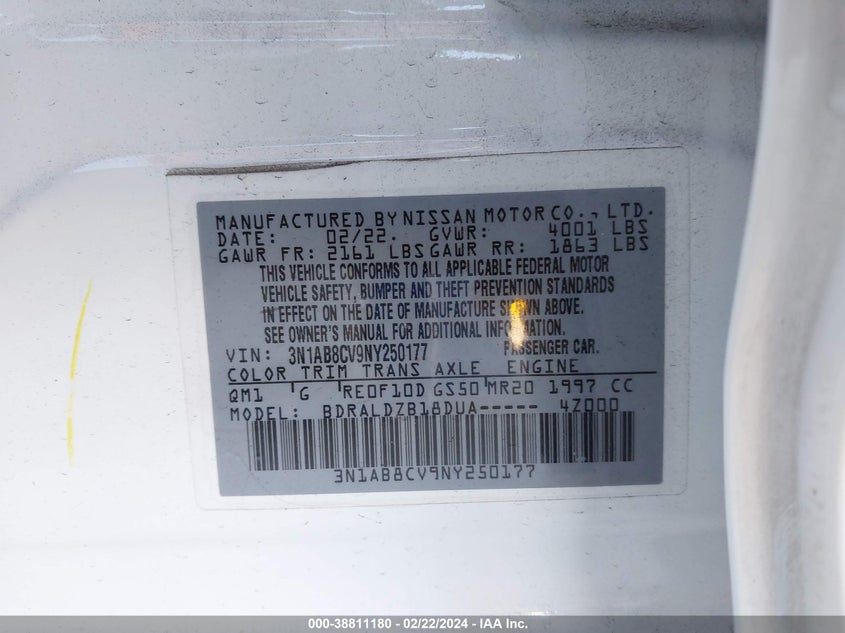 MANUFACTURED BY NISSAN MOTOR CO., LTD.
DATE: 02/22. GVWR: 4001 LBS
GAWR FR: 2161 LBS GAWR RR: 1863 LBS
THIS VEHICLE CONFORMS TO ALL APPLICABLE FEDERAL MOTOR
VEHICLE SAFETY, BUMPER AND THEFT PREVENTION STANDARDS
IN EFFECT ON THE DATE OF MANUFACTURE SHOWN ABOVE.
SEE OWNER'S MANUAL FOR ADDITIONAL INFORMATION.
VIN: 3N1AB8CV9NY250177 PASSENGER CAR.
COLOR TRIM TRANS AXLE ENGINE
QM1 G RE0F10D GS50 MR20 1997 CC
MODEL: BDRALDZB18DUA----- 4Z000
3N1AB8CV9NY250177
000-38811180 - 02/22/2024 - IAA Inc.